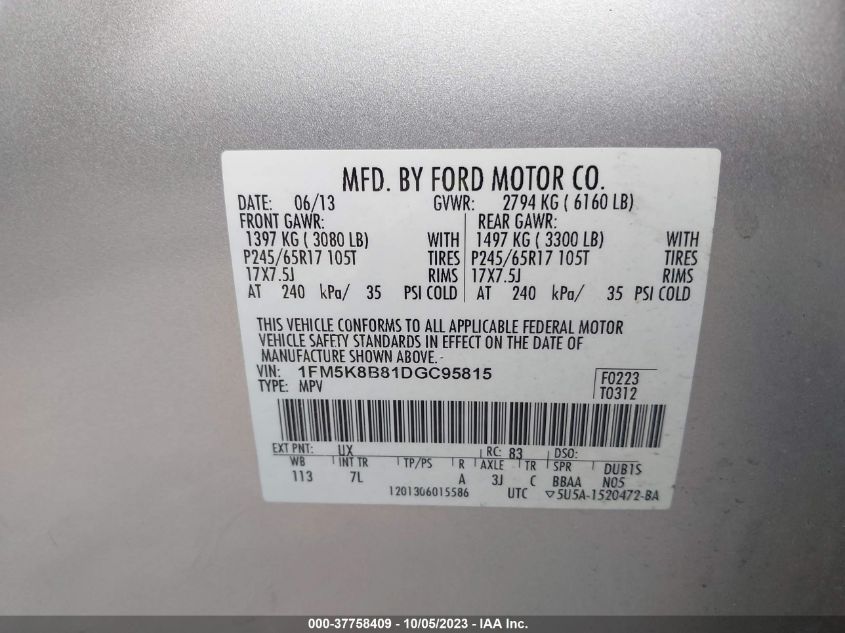 MFD. BY FORD MOTOR CO.
DATE: 06/13 GVWR: 2794 KG ( 6160 LB)
FRONT GAWR: REAR GAWR:
1397 KG ( 3080 LB) WITH 1497 KG ( 3300 LB) WITH
P245/65R17 105T TIRES P245/65R17 105T TIRES
17X7.5J RIMS 17X7.5J RIMS
AT 240 kPa/ 35 PSI COLD AT 240 kPa/ 35 PSI COLD
THIS VEHICLE CONFORMS TO ALL APPLICABLE FEDERAL MOTOR
VEHICLE SAFETY STANDARDS IN EFFECT ON THE DATE OF
MANUFACTURE SHOWN ABOVE.
VIN: 1FM5K8B81DGC95815 F0223
TYPE: MPV T0312
EXT PNT: UX RC: 83 DSO:
WB INT TR TP/PS R AXLE TR SPR DUB1S
113 7L A 3J C BBAA N05
1201306015586 UTC ▽5U5A-1520472-BA
000-37758409 - 10/05/2023 - IAA Inc.